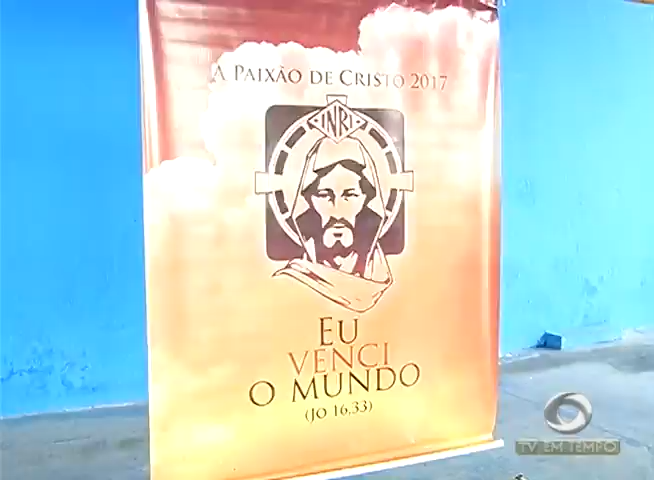 A PAIXÃO DE CRISTO 2017
INRI
EU
VENCI
O MUNDO
(JO 16,33)
TV EM TEMPO